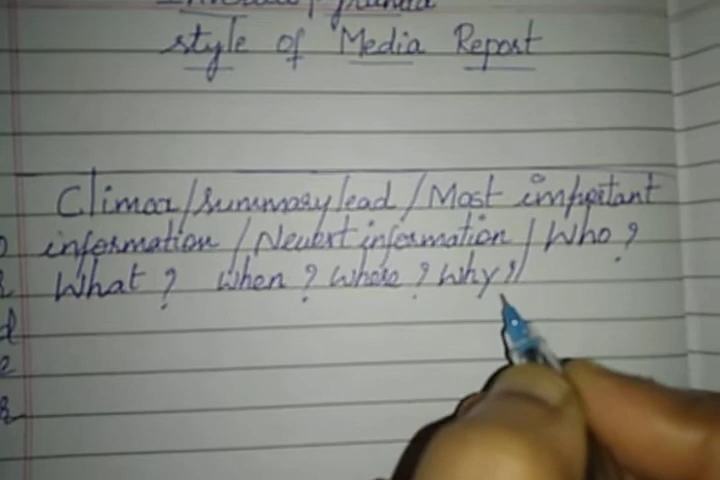 style of Media Report
Climax/summary lead/Most important
information/Newest information/Who?
What? When? Where? Why?/